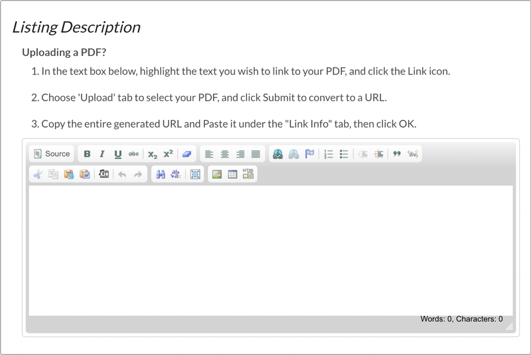 Listing Description
Uploading a PDF?
1. In the text box below, highlight the text you wish to link to your PDF, and click the Link icon.
2. Choose 'Upload' tab to select your PDF, and click Submit to convert to a URL.
3. Copy the entire generated URL and Paste it under the "Link Info" tab, then click OK.
Source B I U abc x₂ x²
Words: 0, Characters: 0